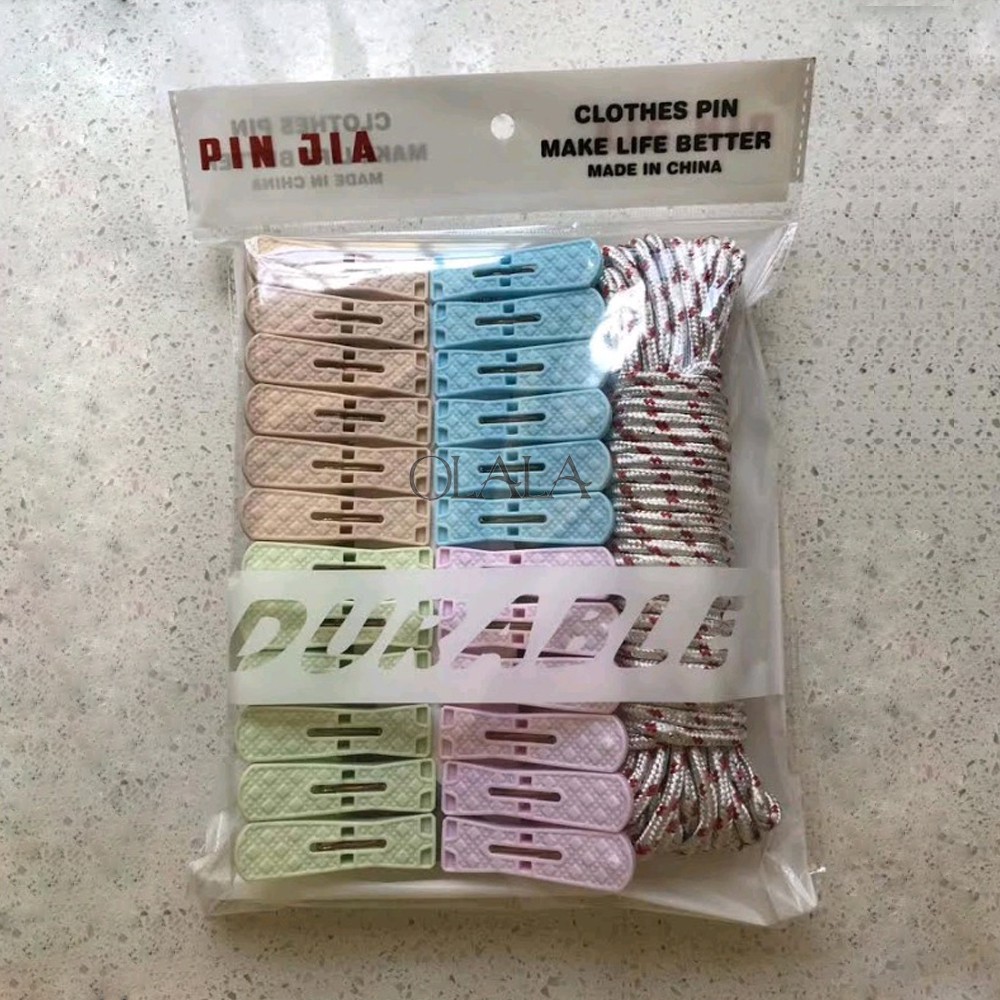 PIN JIA
CLOTHES PIN
MAKE LIFE BETTER
MADE IN CHINA
OLALA
DURABLE